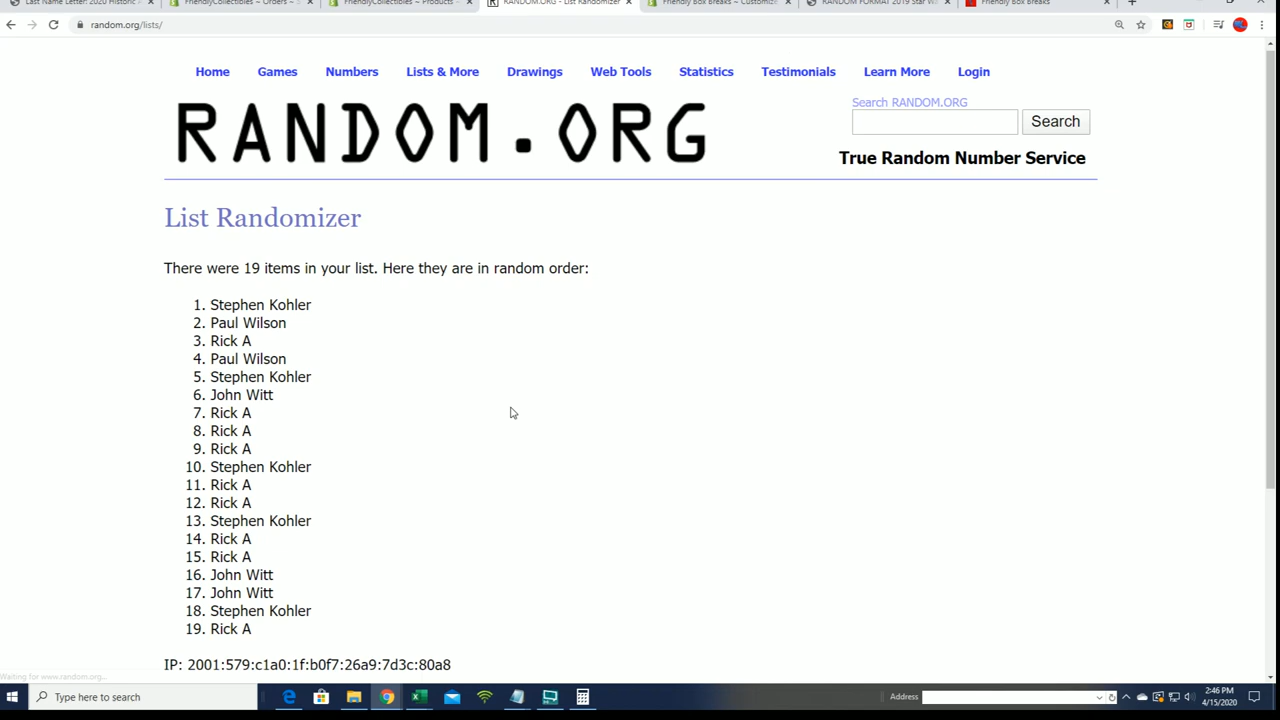 Last Name Letter: 2020 Historic
FriendlyCollectibles ~ Orders ~
FriendlyCollectibles ~ Products ~
RANDOM.ORG - List Randomizer
Friendly Box Breaks ~ Customize
RANDOM FORMAT 2019 Star
Friendly Box Breaks
random.org/lists/
Home Games Numbers Lists & More Drawings Web Tools Statistics Testimonials Learn More Login
RANDOM.ORG
Search RANDOM.ORG
Search
True Random Number Service
List Randomizer
There were 19 items in your list. Here they are in random order:
1. Stephen Kohler
2. Paul Wilson
3. Rick A
4. Paul Wilson
5. Stephen Kohler
6. John Witt
7. Rick A
8. Rick A
9. Rick A
10. Stephen Kohler
11. Rick A
12. Rick A
13. Stephen Kohler
14. Rick A
15. Rick A
16. John Witt
17. John Witt
18. Stephen Kohler
19. Rick A
IP: 2001:579:c1a0:1f:b0f7:26a9:7d3c:80a8
Waiting for www.random.org...
Type here to search
Address
2:46 PM
4/15/2020